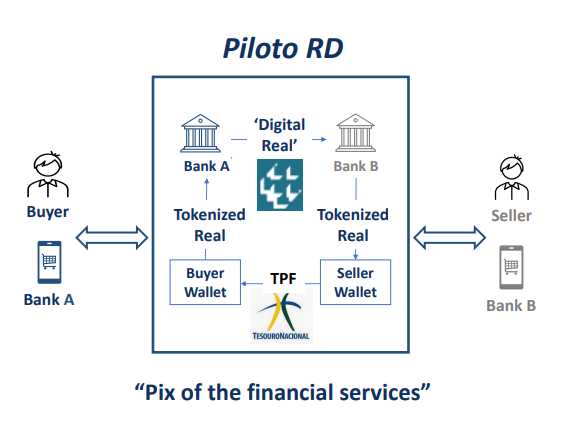 Piloto RD
'Digital
Real'
Bank A
Bank B
Tokenized
Real
Tokenized
Real
Buyer
Wallet
TPF
Seller
Wallet
TESOURONACIONAL
Buyer
Bank A
Seller
Bank B
“Pix of the financial services”